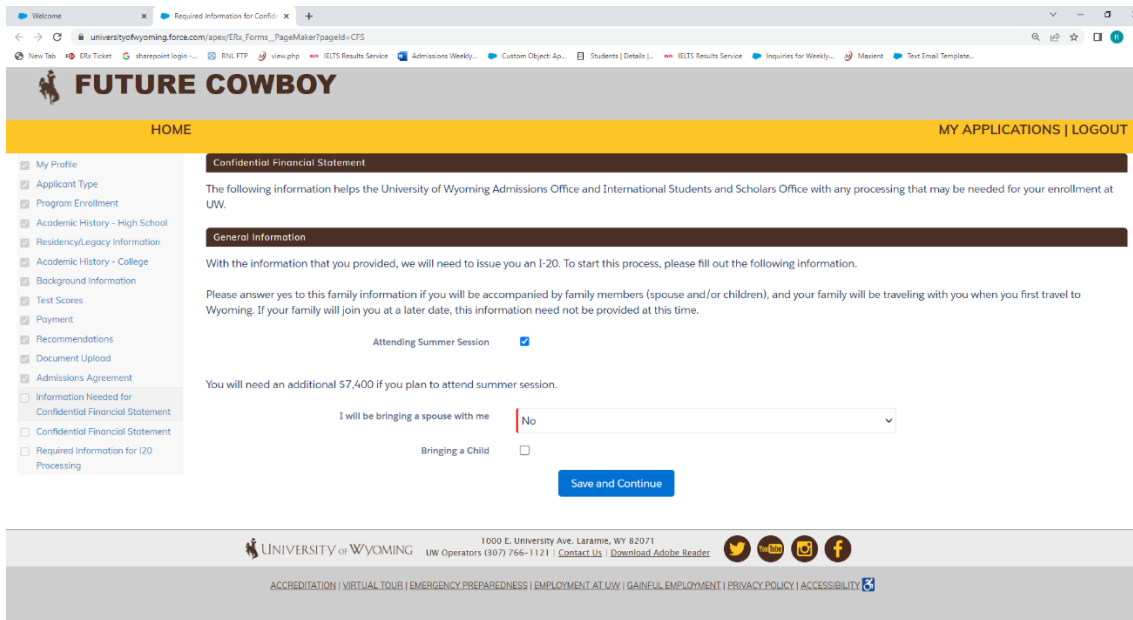 Welcome
Required Information for Confide
universityofwyoming.force.com/apex/ERx_Forms__PageMaker?pageId=CFS
New Tab ERx Ticket sharepoint login -... RNL FTP view.php IELTS Results Service Admissions Weekly... Custom Object: Ap... Students | Details |... IELTS Results Service Inquiries for Weekly... Maxient Text Email Template...
FUTURE COWBOY
HOME MY APPLICATIONS | LOGOUT
My Profile
Applicant Type
Program Enrollment
Academic History - High School
Residency/Legacy Information
Academic History - College
Background Information
Test Scores
Payment
Recommendations
Document Upload
Admissions Agreement
Information Needed for
Confidential Financial Statement
Confidential Financial Statement
Required Information for I20
Processing
Confidential Financial Statement
The following information helps the University of Wyoming Admissions Office and International Students and Scholars Office with any processing that may be needed for your enrollment at
UW.
General Information
With the information that you provided, we will need to issue you an I-20. To start this process, please fill out the following information.
Please answer yes to this family information if you will be accompanied by family members (spouse and/or children), and your family will be traveling with you when you first travel to
Wyoming. If your family will join you at a later date, this information need not be provided at this time.
Attending Summer Session
You will need an additional $7,400 if you plan to attend summer session.
I will be bringing a spouse with me No
Bringing a Child
Save and Continue
UNIVERSITY OF WYOMING
1000 E. University Ave. Laramie, WY 82071
UW Operators (307) 766-1121 | Contact Us | Download Adobe Reader
You Tube
ACCREDITATION | VIRTUAL TOUR | EMERGENCY PREPAREDNESS | EMPLOYMENT AT UW | GAINFUL EMPLOYMENT | PRIVACY POLICY | ACCESSIBILITY